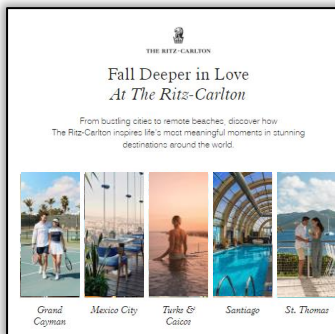 THE RITZ-CARLTON
Fall Deeper in Love
At The Ritz-Carlton
From bustling cities to remote beaches, discover how
The Ritz-Carlton inspires life's most meaningful moments in stunning
destinations around the world.
Grand
Cayman
Mexico City
Turks &
Caicos
Santiago
St. Thomas